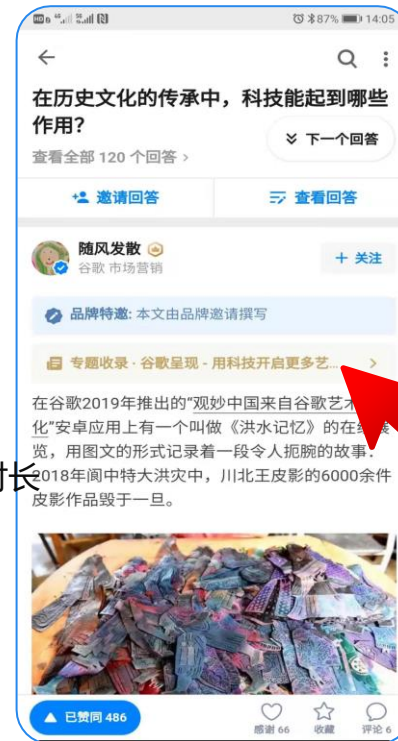 87% 14:05
在历史文化的传承中，科技能起到哪些
作用？
下一个回答
查看全部 120 个回答 >
邀请回答
查看回答
随风发散
谷歌 市场营销
+ 关注
品牌特邀: 本文由品牌邀请撰写
专题收录 · 谷歌呈现 - 用科技开启更多艺... >
在谷歌2019年推出的“观妙中国来自谷歌艺术
化”安卓应用上有一个叫做《洪水记忆》的在线展
览，用图文的形式记录着一段令人扼腕的故事：
时长
2018年阆中特大洪灾中，川北王皮影的6000余件
皮影作品毁于一旦。
已赞同 486
感谢 66
收藏
评论 6